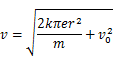 v = √(2kπer²/m + v₀²)